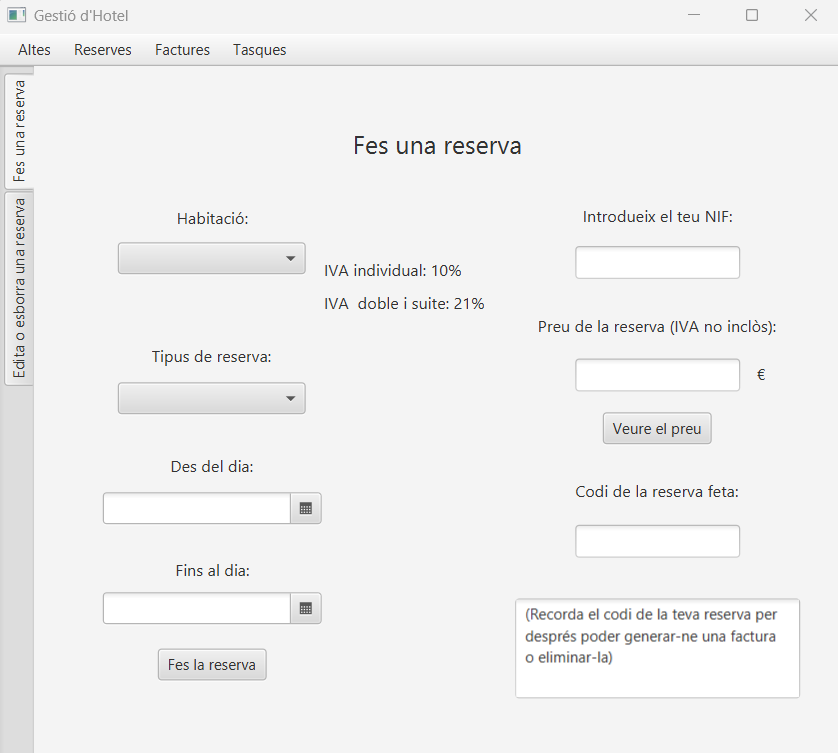 Gestió d'Hotel
Altes Reserves Factures Tasques
Fes una reserva
Edita o esborra una reserva
Fes una reserva
Habitació:
IVA individual: 10%
IVA  doble i suite: 21%
Tipus de reserva:
Des del dia:
Fins al dia:
Fes la reserva
Introdueix el teu NIF:
Preu de la reserva (IVA no inclòs):
€
Veure el preu
Codi de la reserva feta:
(Recorda el codi de la teva reserva per
després poder generar-ne una factura
o eliminar-la)